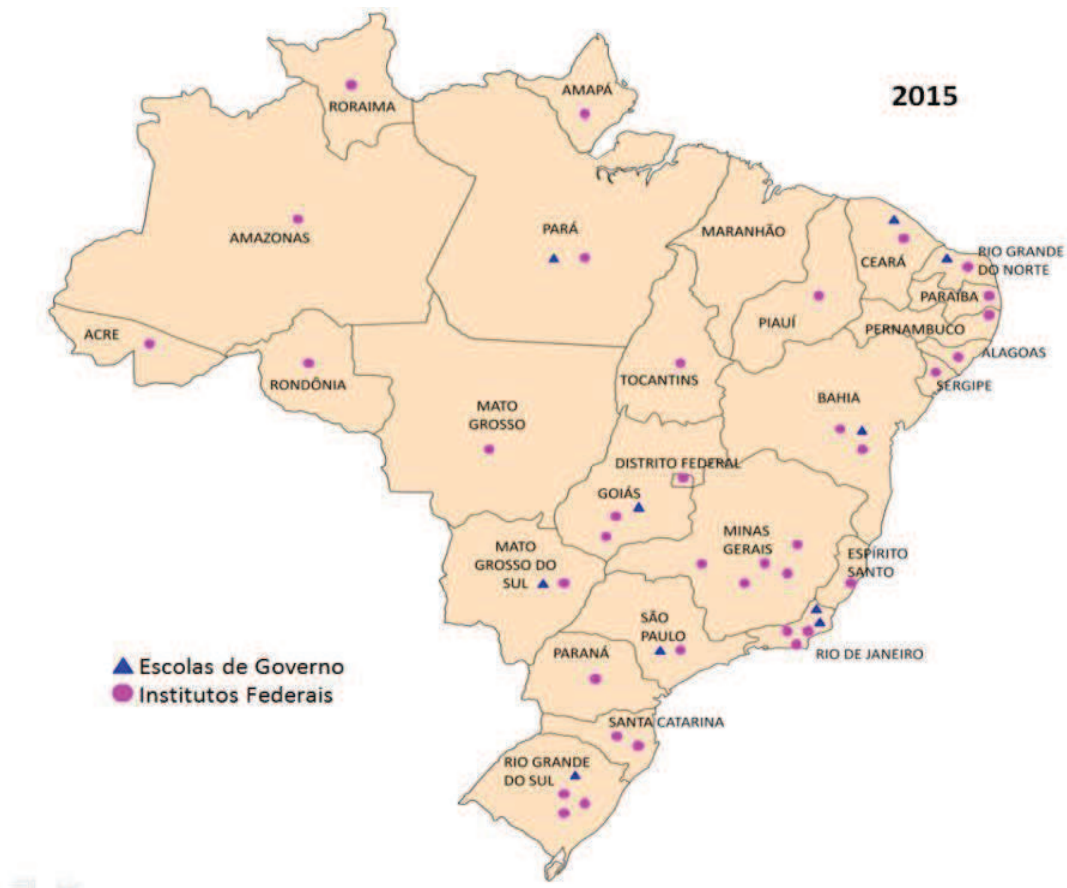 2015
AMAPÁ
RORAIMA
AMAZONAS
PARÁ
MARANHÃO
CEARÁ
RIO GRANDE
DO NORTE
PARAÍBA
PIAUÍ
PERNAMBUCO
ACRE
ALAGOAS
RONDÔNIA
TOCANTINS
SERGIPE
BAHIA
MATO
GROSSO
DISTRITO FEDERAL
GOIÁS
MINAS
GERAIS
MATO
GROSSO DO
SUL
ESPÍRITO
SANTO
SÃO
PAULO
RIO DE JANEIRO
PARANÁ
Escolas de Governo
Institutos Federais
SANTA CATARINA
RIO GRANDE
DO SUL